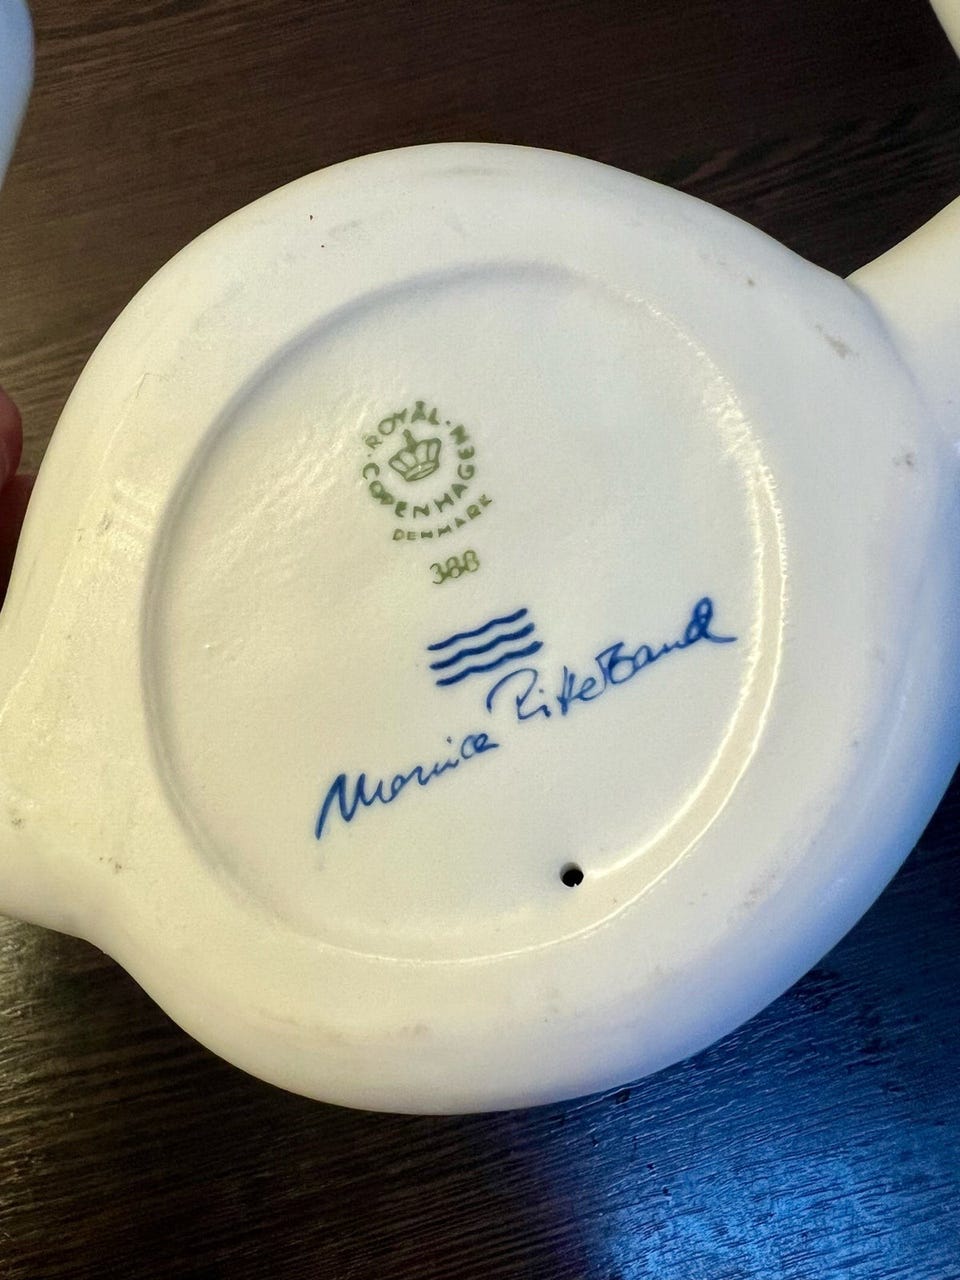 ROYAL COPENHAGEN
DENMARK
388
Monica RitterBand